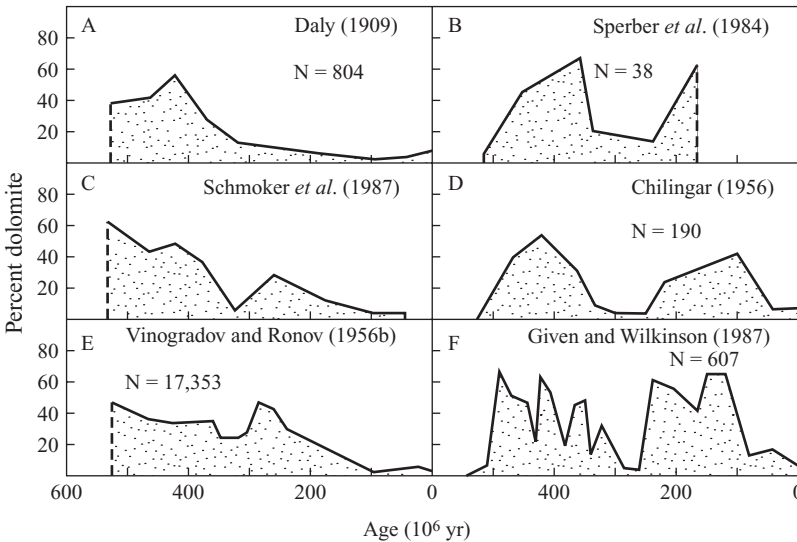 A Daly (1909)
N = 804
B Sperber et al. (1984)
N = 38
80
60
40
20
C Schmoker et al. (1987)
D Chilingar (1956)
N = 190
80
60
40
20
Percent dolomite
E Vinogradov and Ronov (1956b)
N = 17,353
F Given and Wilkinson (1987)
N = 607
80
60
40
20
600 400 200 0 400 200 0
Age (10⁶ yr)